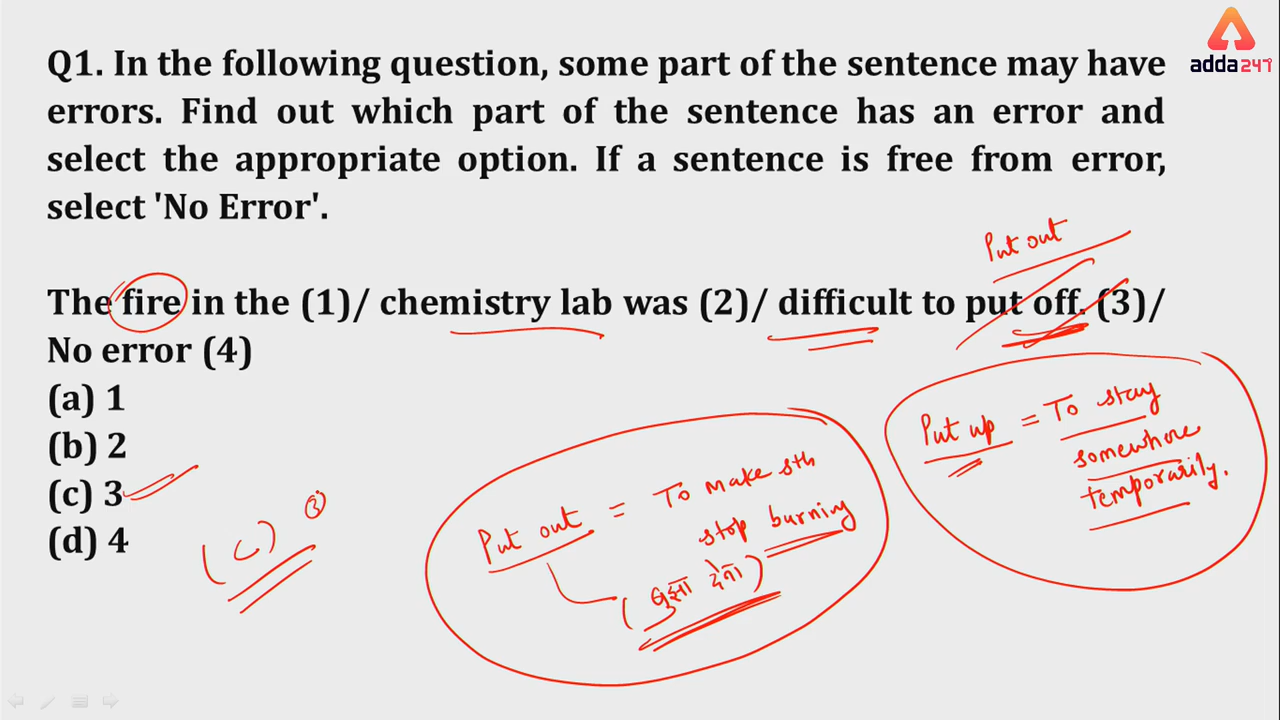 adda247
Q1. In the following question, some part of the sentence may have
errors. Find out which part of the sentence has an error and
select the appropriate option. If a sentence is free from error,
select 'No Error'.
Put out
The fire in the (1)/ chemistry lab was (2)/ difficult to put off. (3)/
No error (4)
(a) 1
(b) 2
(c) 3
(d) 4
(c) 3
Put out = To make sth
stop burning
(बुझा देना)
Put up = To stay
somewhere
temporarily.